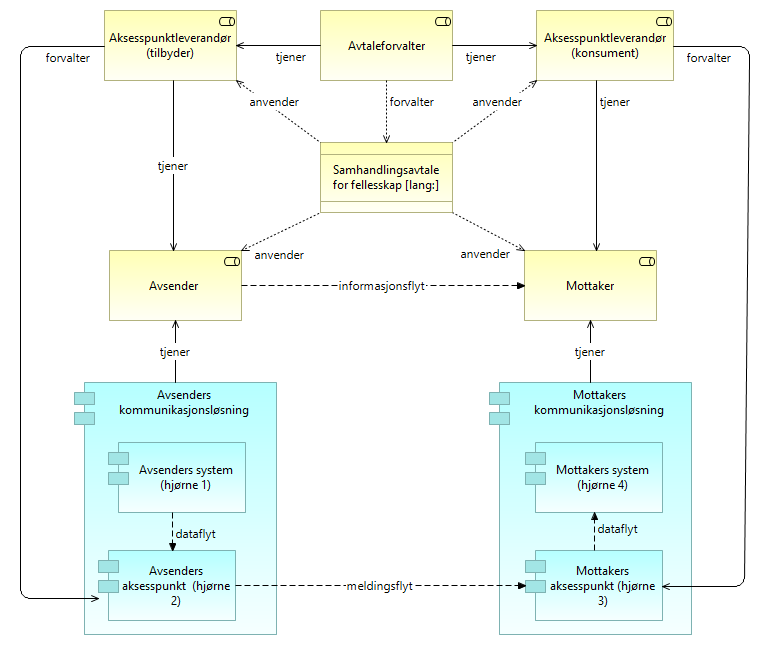 Aksesspunktleverandør
(tilbyder)
Avtaleforvalter
Aksesspunktleverandør
(konsument)
forvalter
tjener
tjener
forvalter
anvender
forvalter
anvender
tjener
tjener
Samhandlingsavtale
for fellesskap [lang:]
anvender
anvender
Avsender
informasjonsflyt
Mottaker
tjener
tjener
Avsenders
kommunikasjonsløsning
Mottakers
kommunikasjonsløsning
Avsenders system
(hjørne 1)
Mottakers system
(hjørne 4)
dataflyt
dataflyt
Avsenders
aksesspunkt (hjørne
2)
meldingsflyt
Mottakers
aksesspunkt (hjørne
3)